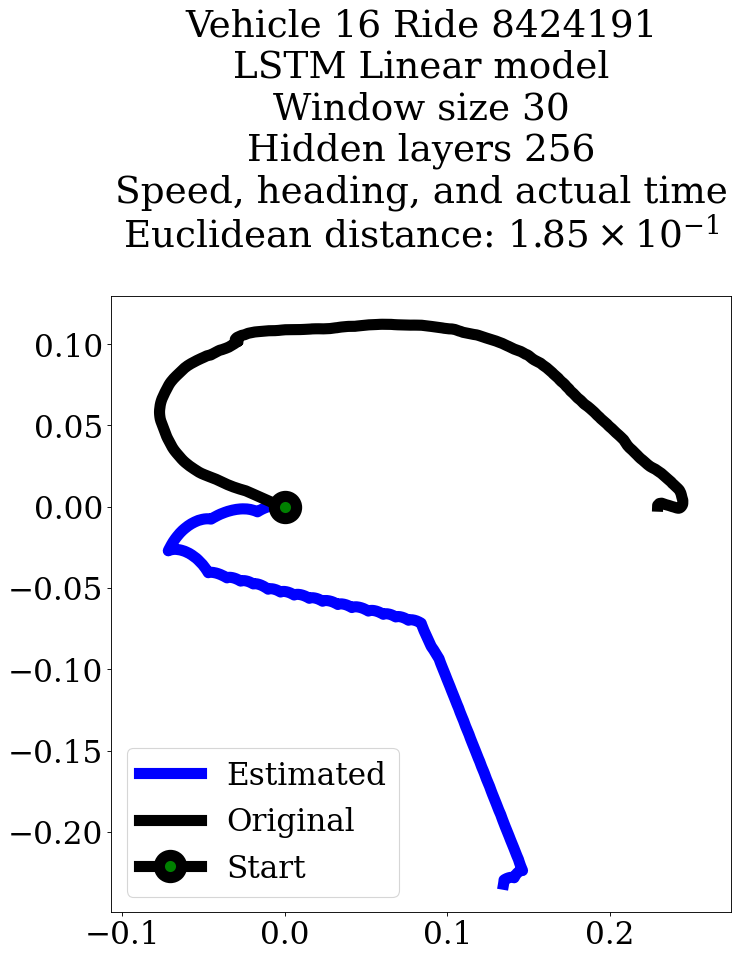 Vehicle 16 Ride 8424191
LSTM Linear model
Window size 30
Hidden layers 256
Speed, heading, and actual time
Euclidean distance: 1.85 × 10⁻¹
0.10
0.05
0.00
−0.05
−0.10
−0.15
−0.20
Estimated
Original
Start
−0.1 0.0 0.1 0.2